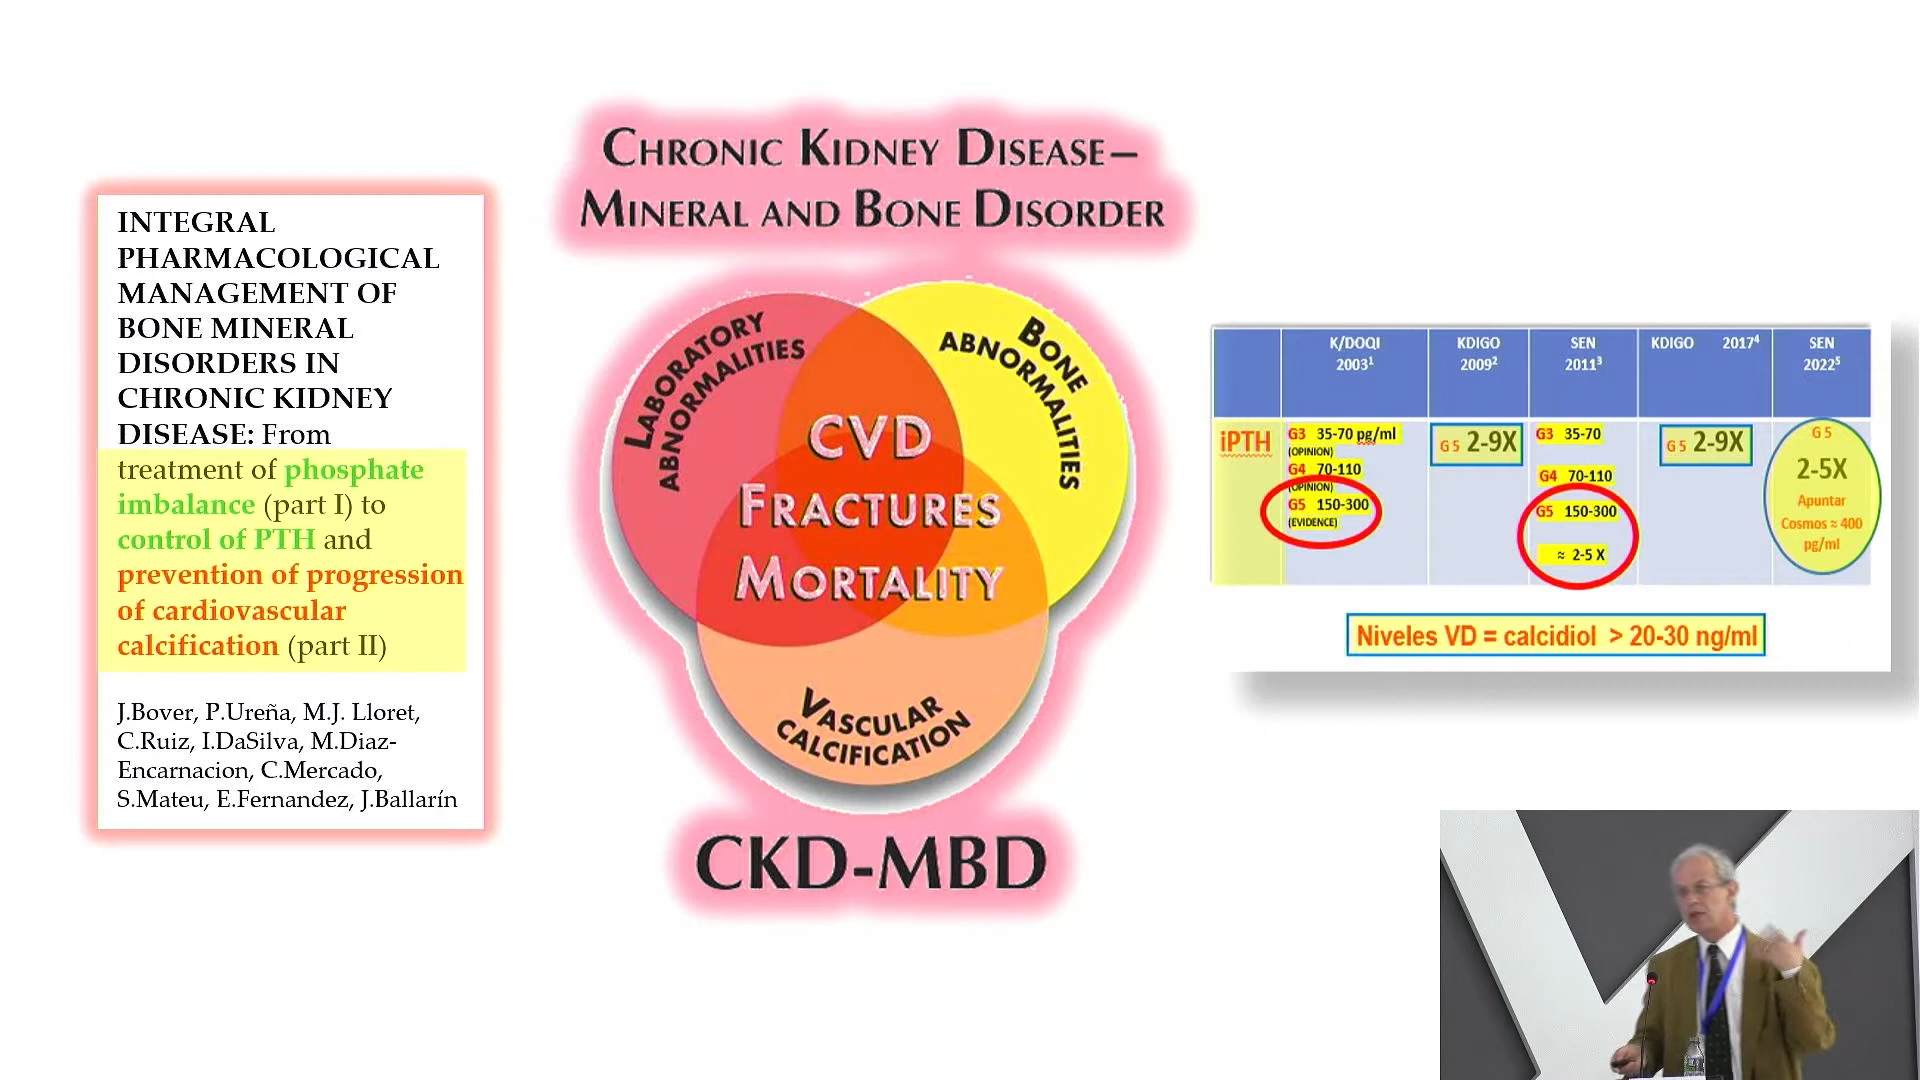 INTEGRAL
PHARMACOLOGICAL
MANAGEMENT OF
BONE MINERAL
DISORDERS IN
CHRONIC KIDNEY
DISEASE: From
treatment of phosphate
imbalance (part I) to
control of PTH and
prevention of progression
of cardiovascular
calcification (part II)
J.Bover, P.Ureña, M.J. Lloret,
C.Ruiz, I.DaSilva, M.Diaz-
Encarnacion, C.Mercado,
S.Mateu, E.Fernandez, J.Ballarín
CHRONIC KIDNEY DISEASE–
MINERAL AND BONE DISORDER
LABORATORY
ABNORMALITIES
BONE
ABNORMALITIES
CVD
FRACTURES
MORTALITY
VASCULAR
CALCIFICATION
CKD-MBD
K/DOQI
2003¹
KDIGO
2009²
SEN
2011³
KDIGO 2017⁴
SEN
2022⁵
iPTH
G3 35-70 pg/ml
(OPINION)
G4 70-110
(OPINION)
G5 150-300
(EVIDENCE)
G 5 2-9X
G3 35-70
G4 70-110
G5 150-300
≈ 2-5 X
G 5 2-9X
G 5
2-5X
Apuntar
Cosmos ≈ 400
pg/ml
Niveles VD = calcidiol > 20-30 ng/ml